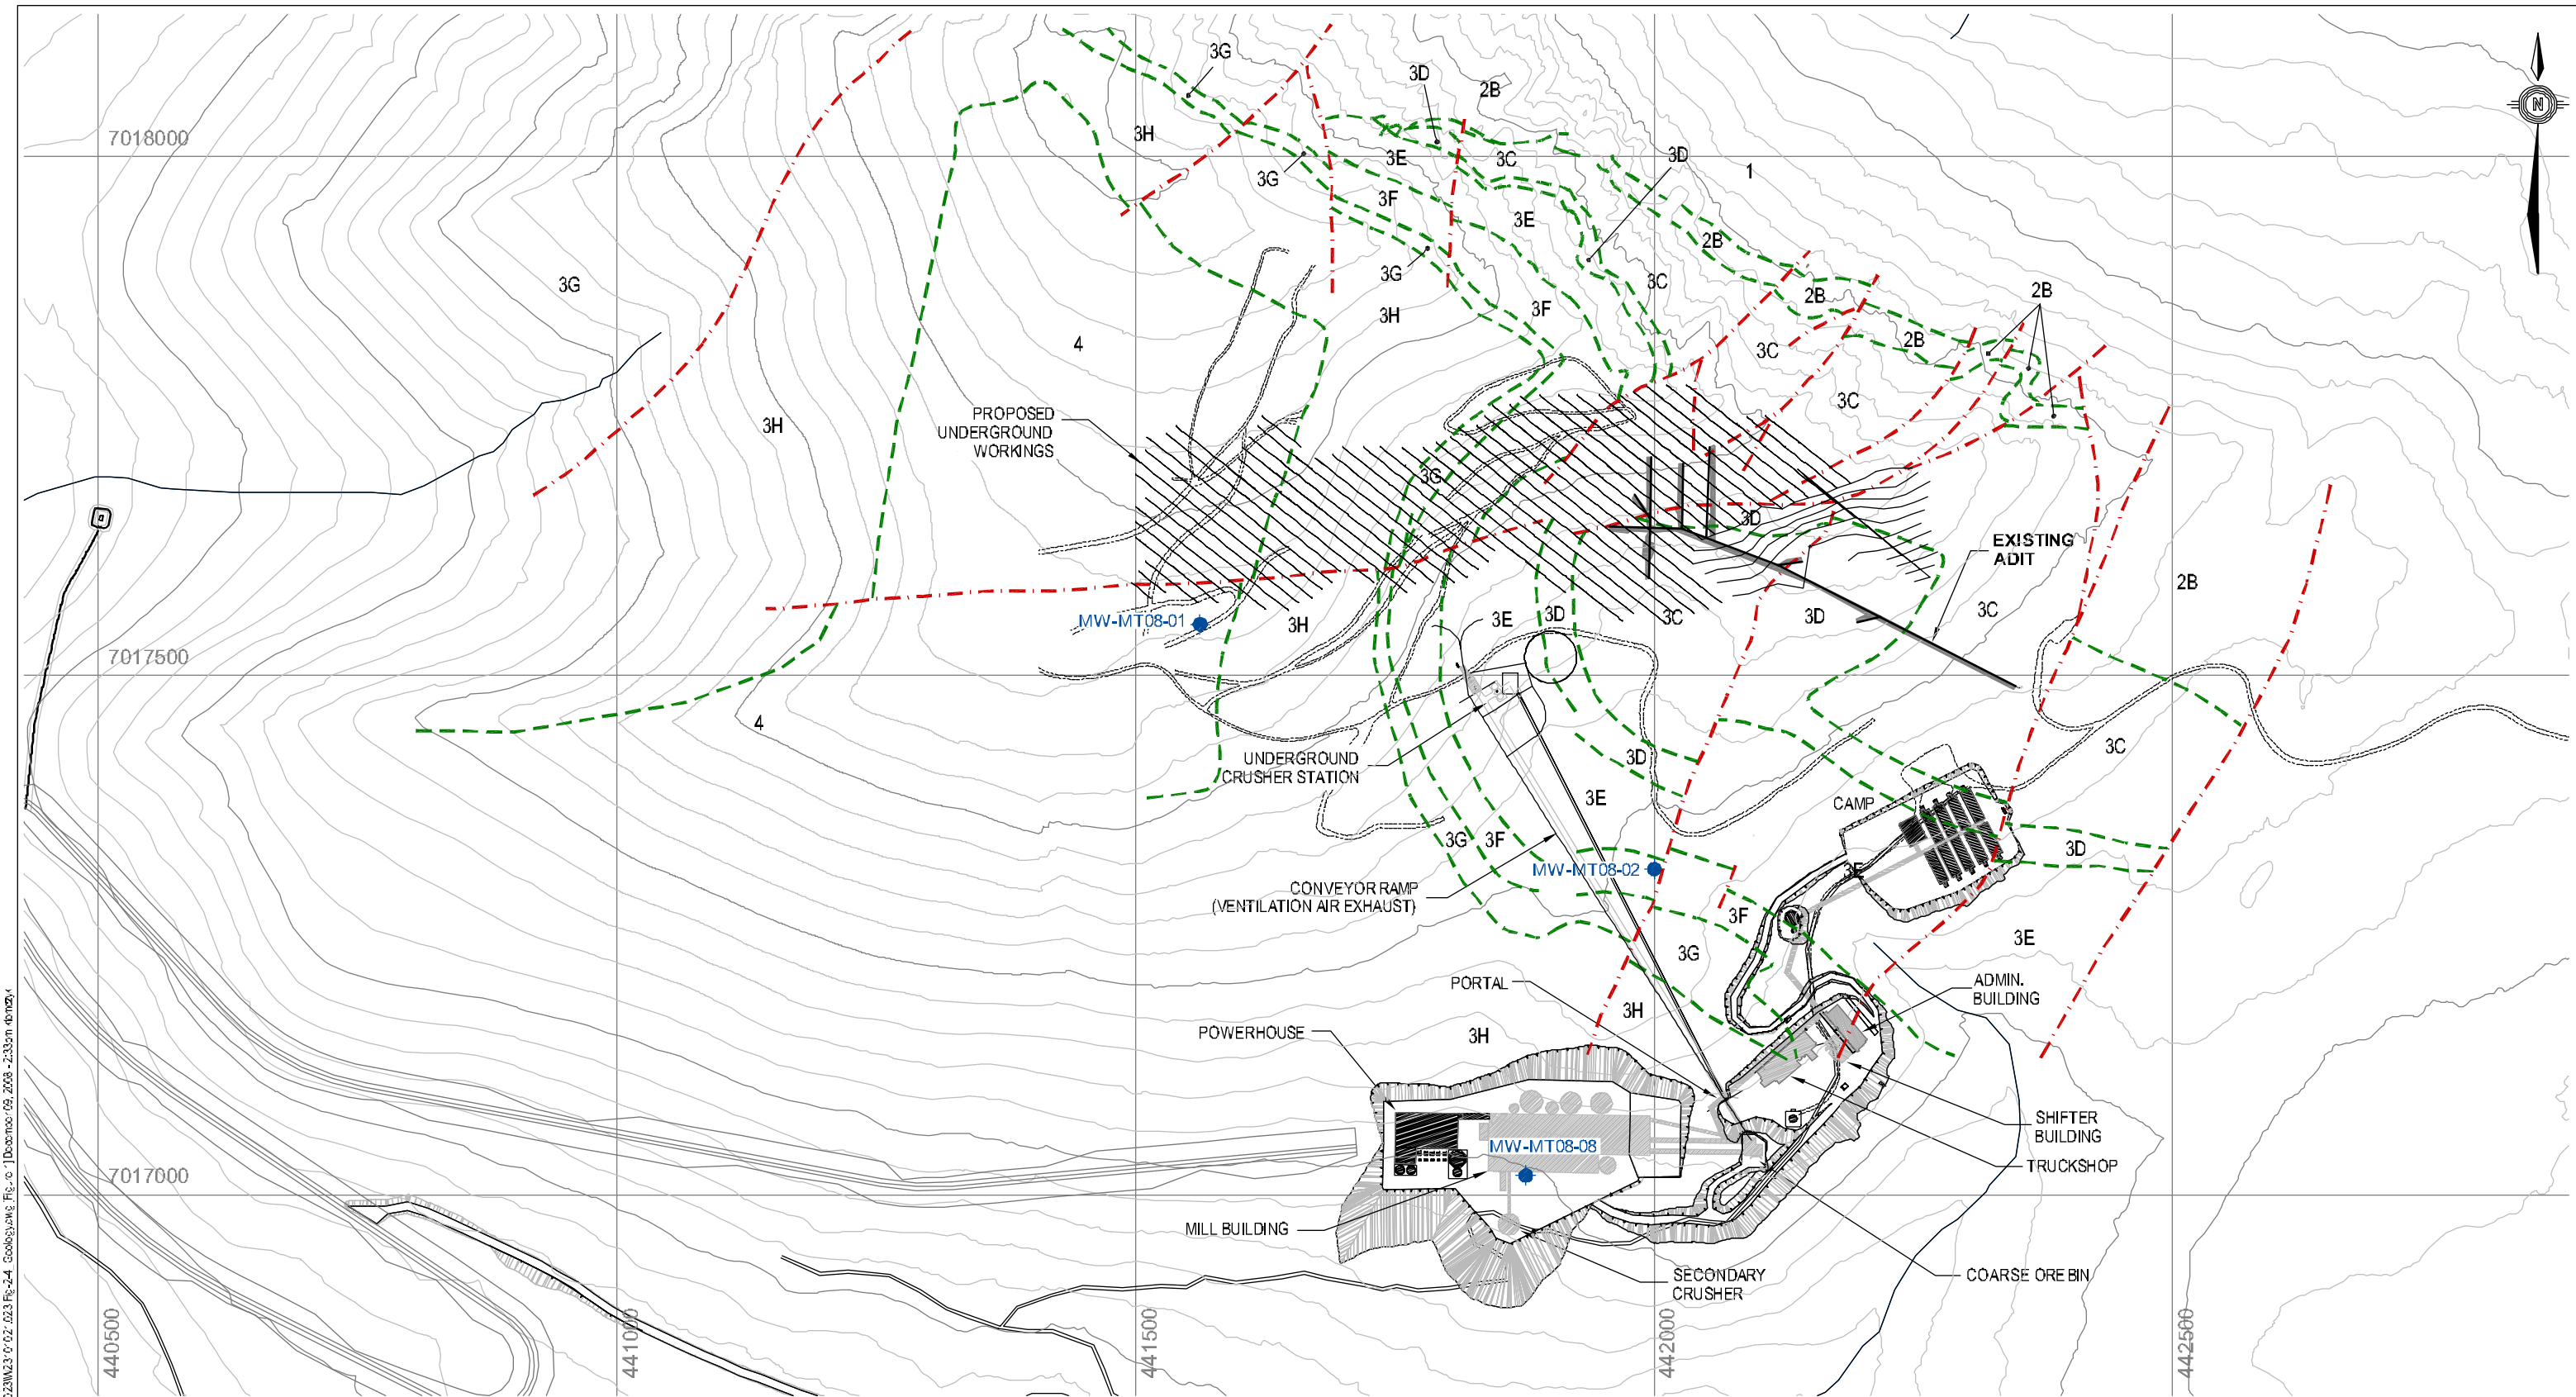 3G
3D
2B
N
7018000
3H
3E
3C
3D
1
3G
3F
3E
2B
3G
3G
3C
3H
3F
2B
2B
4
3C
2B
3C
PROPOSED
UNDERGROUND
WORKINGS
3H
3G
3D
EXISTING
ADIT
2B
MW-MT08-01
3H
3E
3D
3C
3D
3C
7017500
4
3C
UNDERGROUND
CRUSHER STATION
3D
3E
CAMP
3G
3F
3D
MW-MT08-02
3E
CONVEYOR RAMP
(VENTILATION AIR EXHAUST)
3F
3E
3G
PORTAL
ADMIN.
BUILDING
3H
POWERHOUSE
3H
SHIFTER
BUILDING
MW-MT08-08
TRUCKSHOP
7017000
MILL BUILDING
SECONDARY
CRUSHER
COARSE ORE BIN
440500
441000
441500
442000
442500